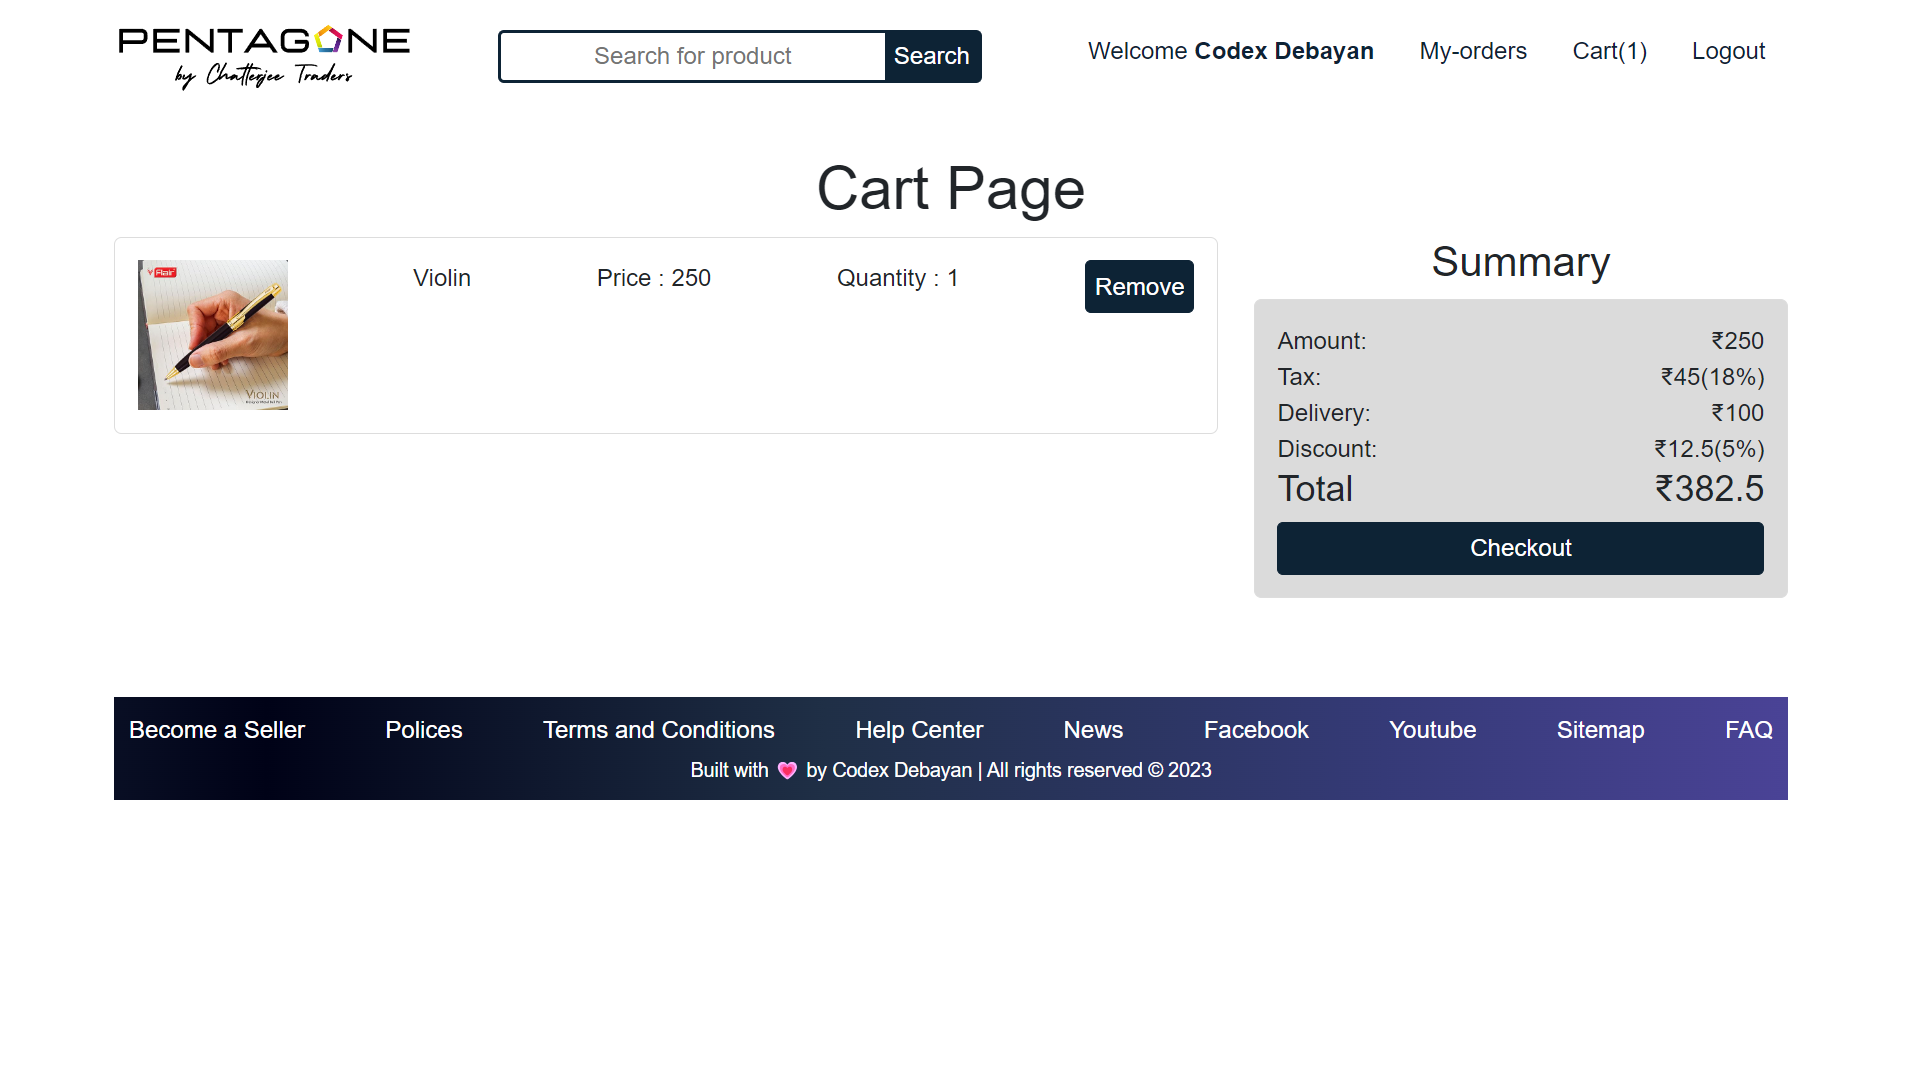 PENTAGONE
by Chatterjee Traders
Search for product
Search
Welcome Codex Debayan
My-orders
Cart(1)
Logout
Cart Page
Flair
VIOLIN
Violin
Price : 250
Quantity : 1
Remove
Summary
Amount: ₹250
Tax: ₹45(18%)
Delivery: ₹100
Discount: ₹12.5(5%)
Total ₹382.5
Checkout
Become a Seller
Polices
Terms and Conditions
Help Center
News
Facebook
Youtube
Sitemap
FAQ
Built with 💗 by Codex Debayan | All rights reserved © 2023